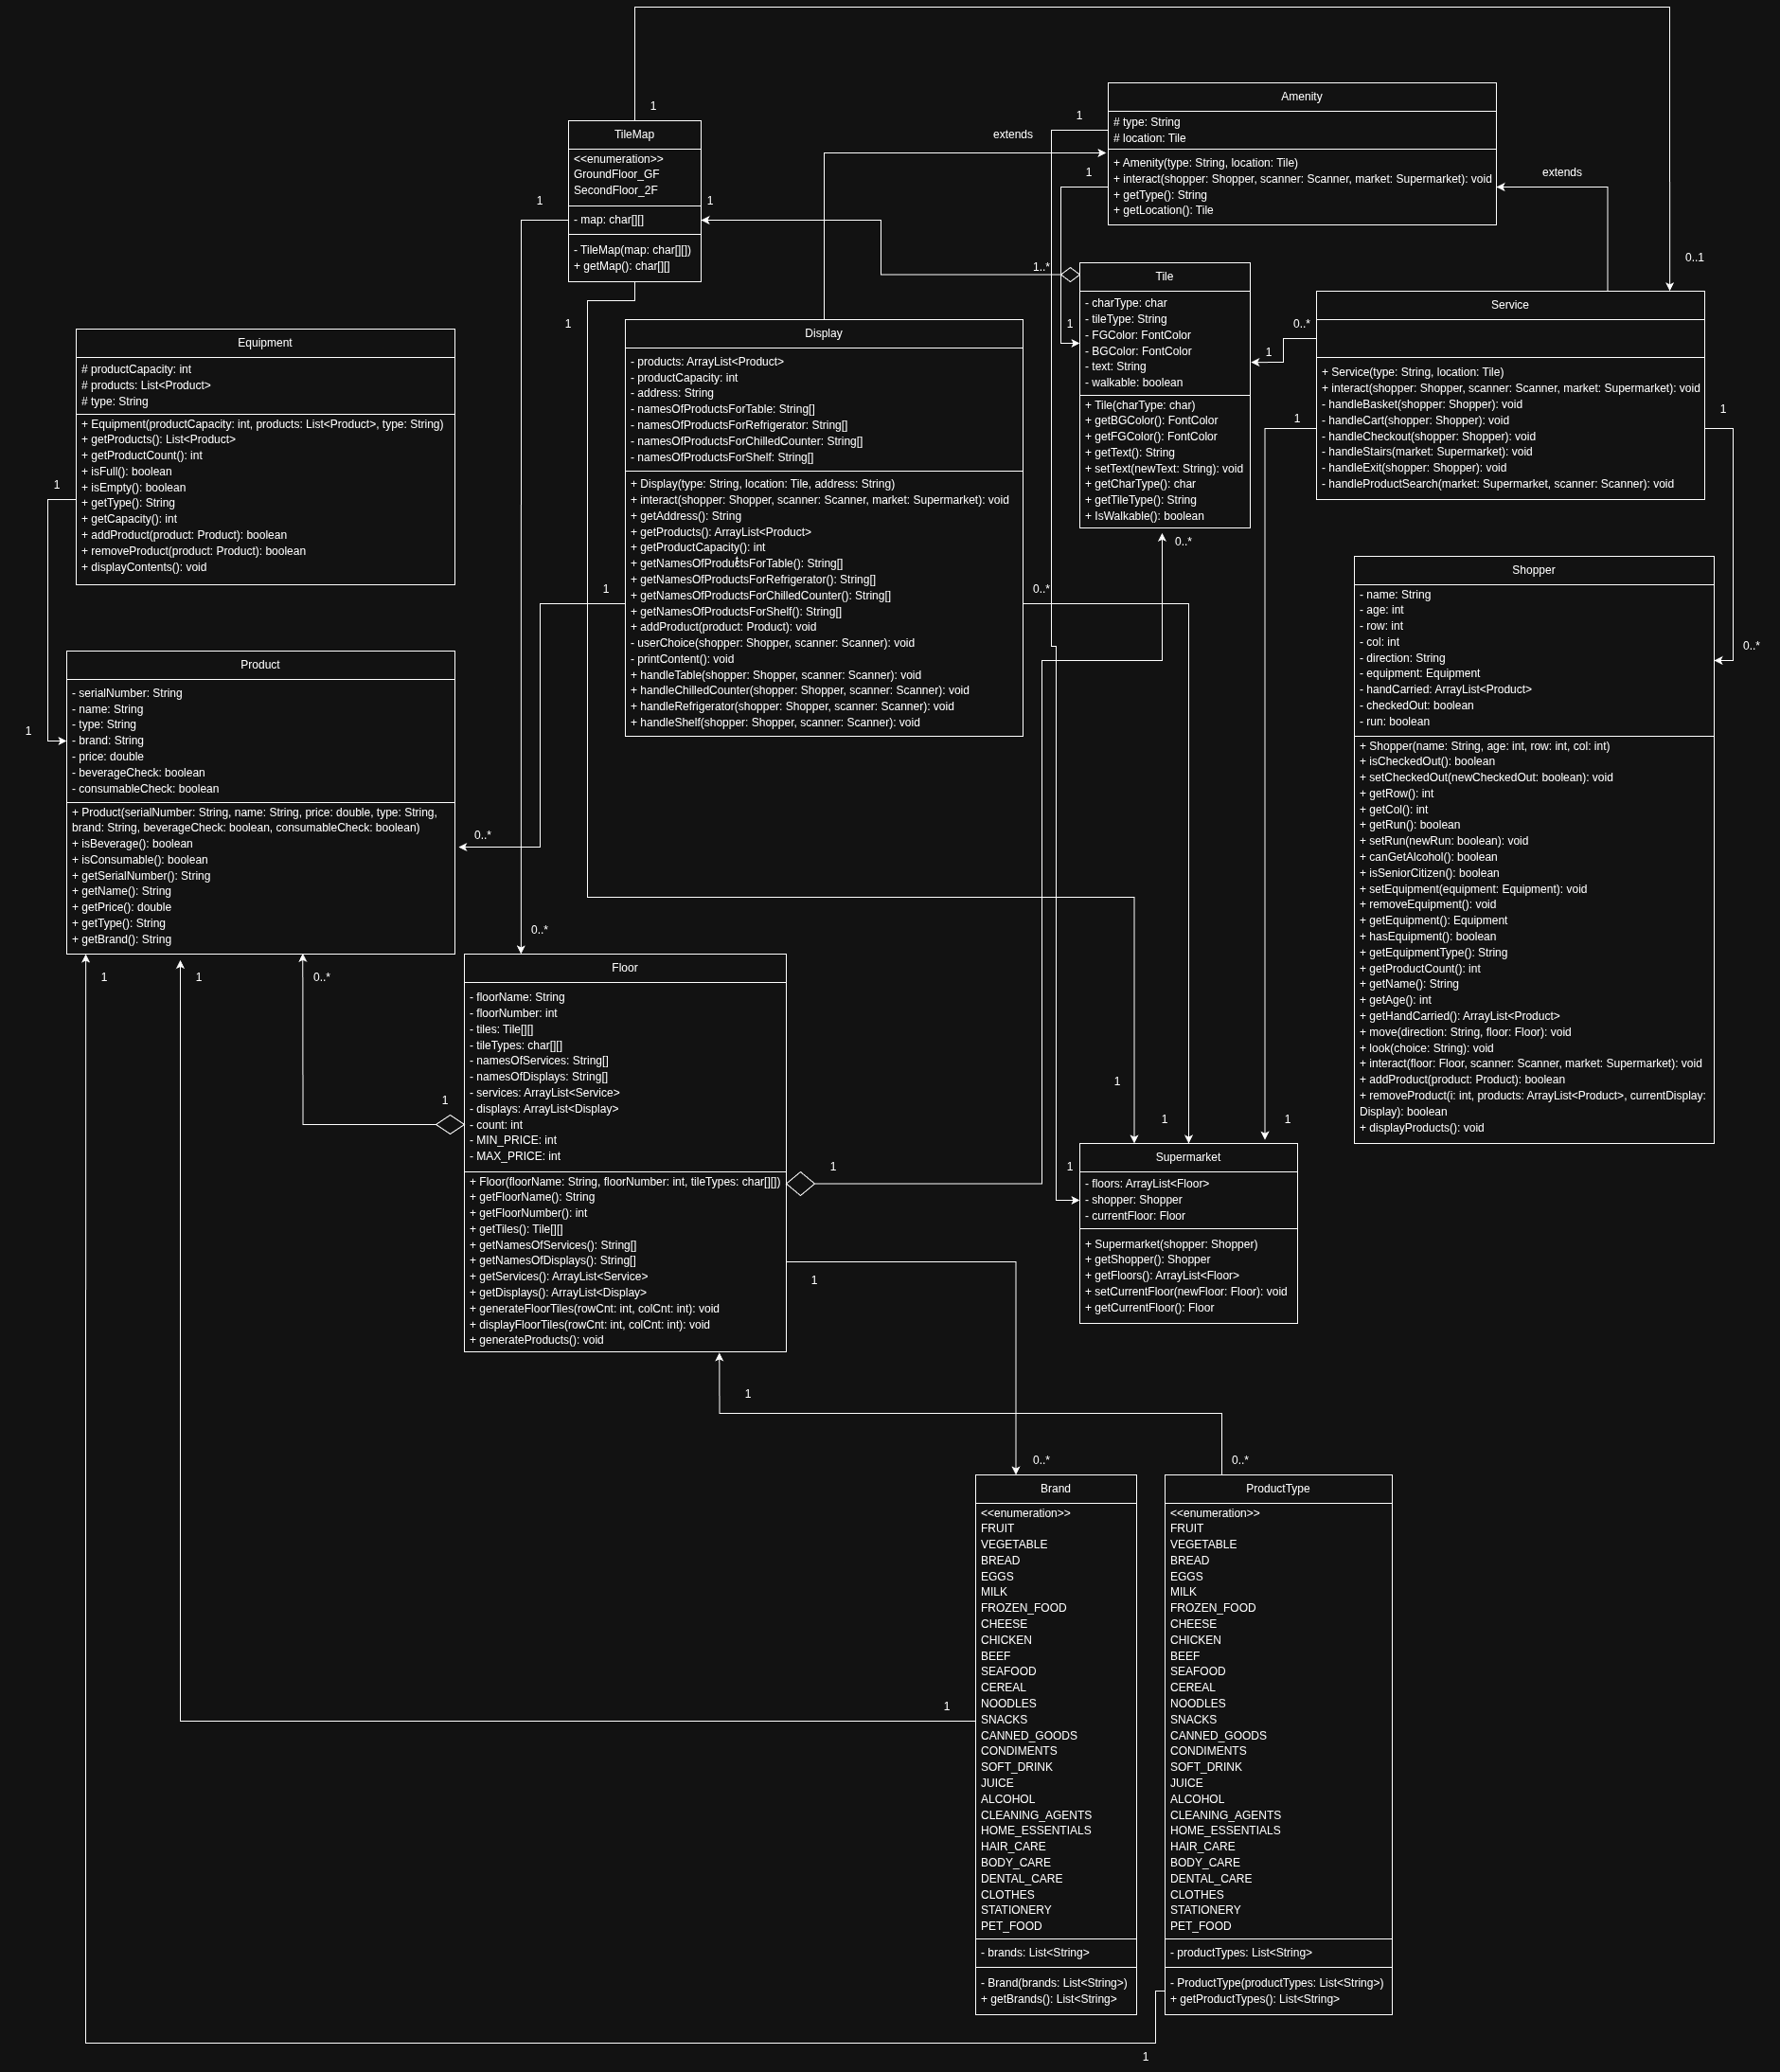 1
TileMap
<<enumeration>>
GroundFloor_GF
SecondFloor_2F
- map: char[][]
- TileMap(map: char[][])
+ getMap(): char[][]
1
1
1
extends
1
Amenity
# type: String
# location: Tile
+ Amenity(type: String, location: Tile)
+ interact(shopper: Shopper, scanner: Scanner, market: Supermarket): void
+ getType(): String
+ getLocation(): Tile
1
extends
0..1
1..*
1
Tile
- charType: char
- tileType: String
- FGColor: FontColor
- BGColor: FontColor
- text: String
- walkable: boolean
+ Tile(charType: char)
+ getBGColor(): FontColor
+ getFGColor(): FontColor
+ getText(): String
+ setText(newText: String): void
+ getCharType(): char
+ getTileType(): String
+ IsWalkable(): boolean
0..*
0..*
1
1
Service
+ Service(type: String, location: Tile)
+ interact(shopper: Shopper, scanner: Scanner, market: Supermarket): void
- handleBasket(shopper: Shopper): void
- handleCart(shopper: Shopper): void
- handleCheckout(shopper: Shopper): void
- handleStairs(market: Supermarket): void
- handleExit(shopper: Shopper): void
- handleProductSearch(market: Supermarket, scanner: Scanner): void
1
0..*
Equipment
# productCapacity: int
# products: List<Product>
# type: String
+ Equipment(productCapacity: int, products: List<Product>, type: String)
+ getProducts(): List<Product>
+ getProductCount(): int
+ isFull(): boolean
+ isEmpty(): boolean
+ getType(): String
+ getCapacity(): int
+ addProduct(product: Product): boolean
+ removeProduct(product: Product): boolean
+ displayContents(): void
1
1
Display
- products: ArrayList<Product>
- productCapacity: int
- address: String
- namesOfProductsForTable: String[]
- namesOfProductsForRefrigerator: String[]
- namesOfProductsForChilledCounter: String[]
- namesOfProductsForShelf: String[]
+ Display(type: String, location: Tile, address: String)
+ interact(shopper: Shopper, scanner: Scanner, market: Supermarket): void
+ getAddress(): String
+ getProducts(): ArrayList<Product>
+ getProductCapacity(): int
+ getNamesOfProductsForTable(): String[]
+ getNamesOfProductsForRefrigerator(): String[]
+ getNamesOfProductsForChilledCounter(): String[]
+ getNamesOfProductsForShelf(): String[]
+ addProduct(product: Product): void
- userChoice(shopper: Shopper, scanner: Scanner): void
- printContent(): void
+ handleTable(shopper: Shopper, scanner: Scanner): void
+ handleChilledCounter(shopper: Shopper, scanner: Scanner): void
+ handleRefrigerator(shopper: Shopper, scanner: Scanner): void
+ handleShelf(shopper: Shopper, scanner: Scanner): void
1
0..*
Shopper
- name: String
- age: int
- row: int
- col: int
- direction: String
- equipment: Equipment
- handCarried: ArrayList<Product>
- checkedOut: boolean
- run: boolean
+ Shopper(name: String, age: int, row: int, col: int)
+ isCheckedOut(): boolean
+ setCheckedOut(newCheckedOut: boolean): void
+ getRow(): int
+ getCol(): int
+ getRun(): boolean
+ setRun(newRun: boolean): void
+ canGetAlcohol(): boolean
+ isSeniorCitizen(): boolean
+ setEquipment(equipment: Equipment): void
+ removeEquipment(): void
+ getEquipment(): Equipment
+ hasEquipment(): boolean
+ getEquipmentType(): String
+ getProductCount(): int
+ getName(): String
+ getAge(): int
+ getHandCarried(): ArrayList<Product>
+ move(direction: String, floor: Floor): void
+ look(choice: String): void
+ interact(floor: Floor, scanner: Scanner, market: Supermarket): void
+ addProduct(product: Product): boolean
+ removeProduct(i: int, products: ArrayList<Product>, currentDisplay:
Display): boolean
+ displayProducts(): void
1
Product
- serialNumber: String
- name: String
- type: String
- brand: String
- price: double
- beverageCheck: boolean
- consumableCheck: boolean
+ Product(serialNumber: String, name: String, price: double, type: String,
brand: String, beverageCheck: boolean, consumableCheck: boolean)
+ isBeverage(): boolean
+ isConsumable(): boolean
+ getSerialNumber(): String
+ getName(): String
+ getPrice(): double
+ getType(): String
+ getBrand(): String
0..*
0..*
1
1
0..*
1
Floor
- floorName: String
- floorNumber: int
- tiles: Tile[][]
- tileTypes: char[][]
- namesOfServices: String[]
- namesOfDisplays: String[]
- services: ArrayList<Service>
- displays: ArrayList<Display>
- count: int
- MIN_PRICE: int
- MAX_PRICE: int
+ Floor(floorName: String, floorNumber: int, tileTypes: char[][])
+ getFloorName(): String
+ getFloorNumber(): int
+ getTiles(): Tile[][]
+ getNamesOfServices(): String[]
+ getNamesOfDisplays(): String[]
+ getServices(): ArrayList<Service>
+ getDisplays(): ArrayList<Display>
+ generateFloorTiles(rowCnt: int, colCnt: int): void
+ displayFloorTiles(rowCnt: int, colCnt: int): void
+ generateProducts(): void
1
1
1
1
1
1
Supermarket
- floors: ArrayList<Floor>
- shopper: Shopper
- currentFloor: Floor
+ Supermarket(shopper: Shopper)
+ getShopper(): Shopper
+ getFloors(): ArrayList<Floor>
+ setCurrentFloor(newFloor: Floor): void
+ getCurrentFloor(): Floor
1
0..*
0..*
Brand
<<enumeration>>
FRUIT
VEGETABLE
BREAD
EGGS
MILK
FROZEN_FOOD
CHEESE
CHICKEN
BEEF
SEAFOOD
CEREAL
NOODLES
SNACKS
CANNED_GOODS
CONDIMENTS
SOFT_DRINK
JUICE
ALCOHOL
CLEANING_AGENTS
HOME_ESSENTIALS
HAIR_CARE
BODY_CARE
DENTAL_CARE
CLOTHES
STATIONERY
PET_FOOD
- brands: List<String>
- Brand(brands: List<String>)
+ getBrands(): List<String>
1
ProductType
<<enumeration>>
FRUIT
VEGETABLE
BREAD
EGGS
MILK
FROZEN_FOOD
CHEESE
CHICKEN
BEEF
SEAFOOD
CEREAL
NOODLES
SNACKS
CANNED_GOODS
CONDIMENTS
SOFT_DRINK
JUICE
ALCOHOL
CLEANING_AGENTS
HOME_ESSENTIALS
HAIR_CARE
BODY_CARE
DENTAL_CARE
CLOTHES
STATIONERY
PET_FOOD
- productTypes: List<String>
- ProductType(productTypes: List<String>)
+ getProductTypes(): List<String>
1